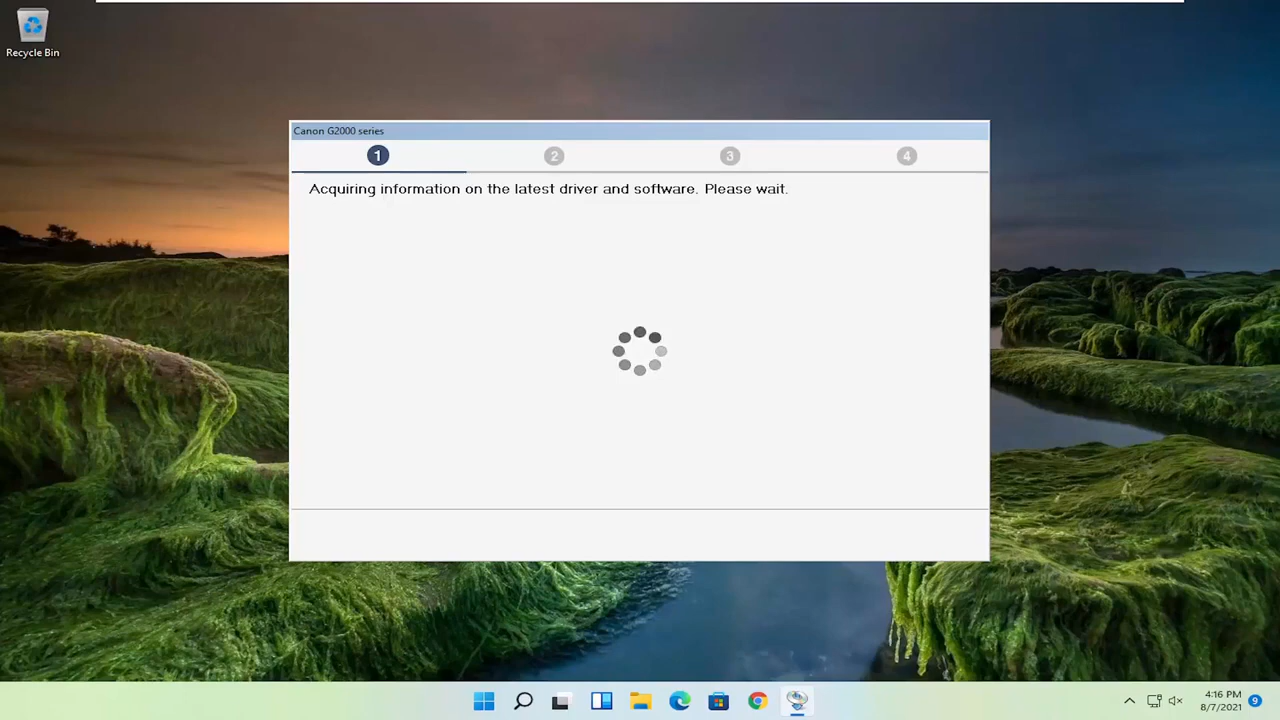 Recycle Bin
Canon G2000 series
1 2 3 4
Acquiring information on the latest driver and software. Please wait.
4:16 PM
8/7/2021
9